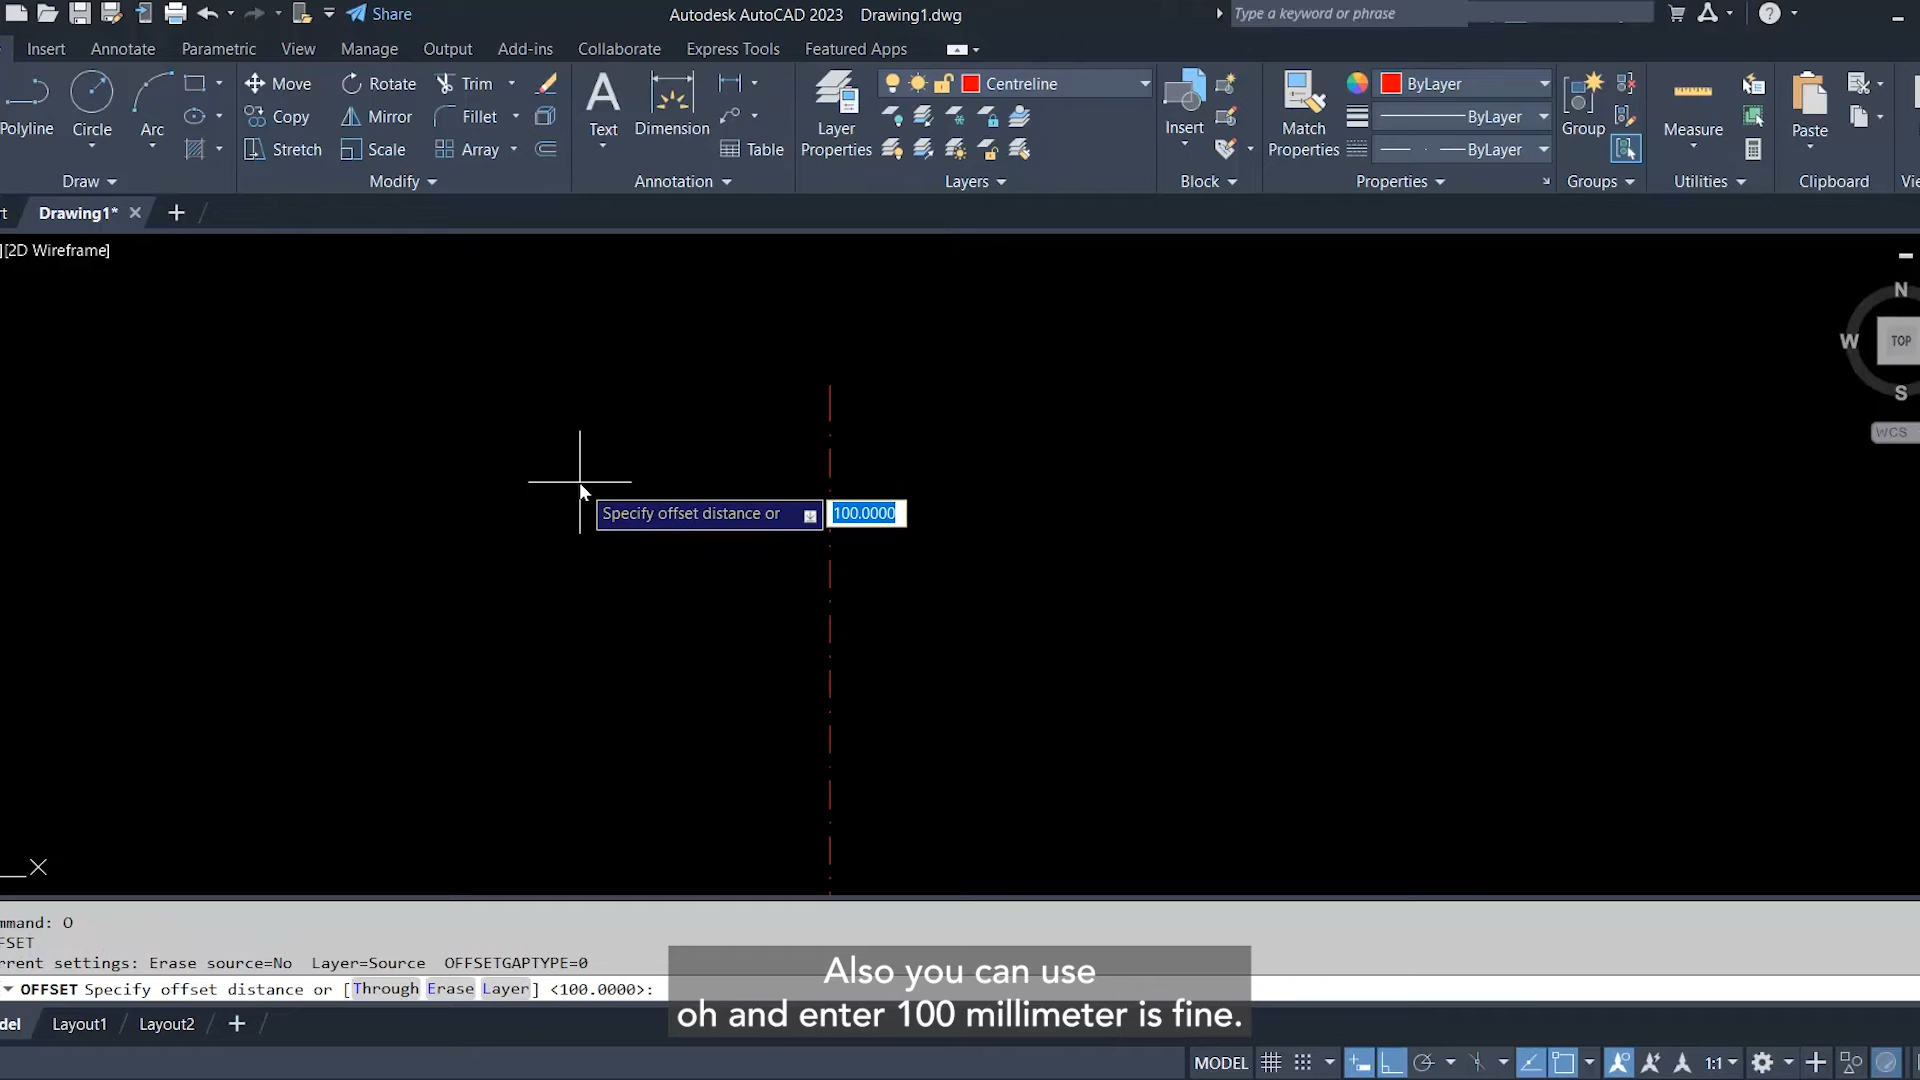 Share
Autodesk AutoCAD 2023 Drawing1.dwg
Type a keyword or phrase
Insert Annotate Parametric View Manage Output Add-ins Collaborate Express Tools Featured Apps
Polyline Circle Arc
Move Rotate Trim
Copy Mirror Fillet
Stretch Scale Array
Text Dimension
Table
Layer
Properties
Centreline
Insert
Match
Properties
ByLayer
ByLayer
ByLayer
Group
Measure
Paste
Draw Modify Annotation Layers Block Properties Groups Utilities Clipboard Vi
rt Drawing1*
][2D Wireframe]
N
W TOP
S
WCS
Specify offset distance or 100.0000
X
mmand: O
FSET
rrent settings: Erase source=No Layer=Source OFFSETGAPTYPE=0
OFFSET Specify offset distance or [Through Erase Layer] <100.0000>:
Also you can use
oh and enter 100 millimeter is fine.
del Layout1 Layout2
MODEL 1:1